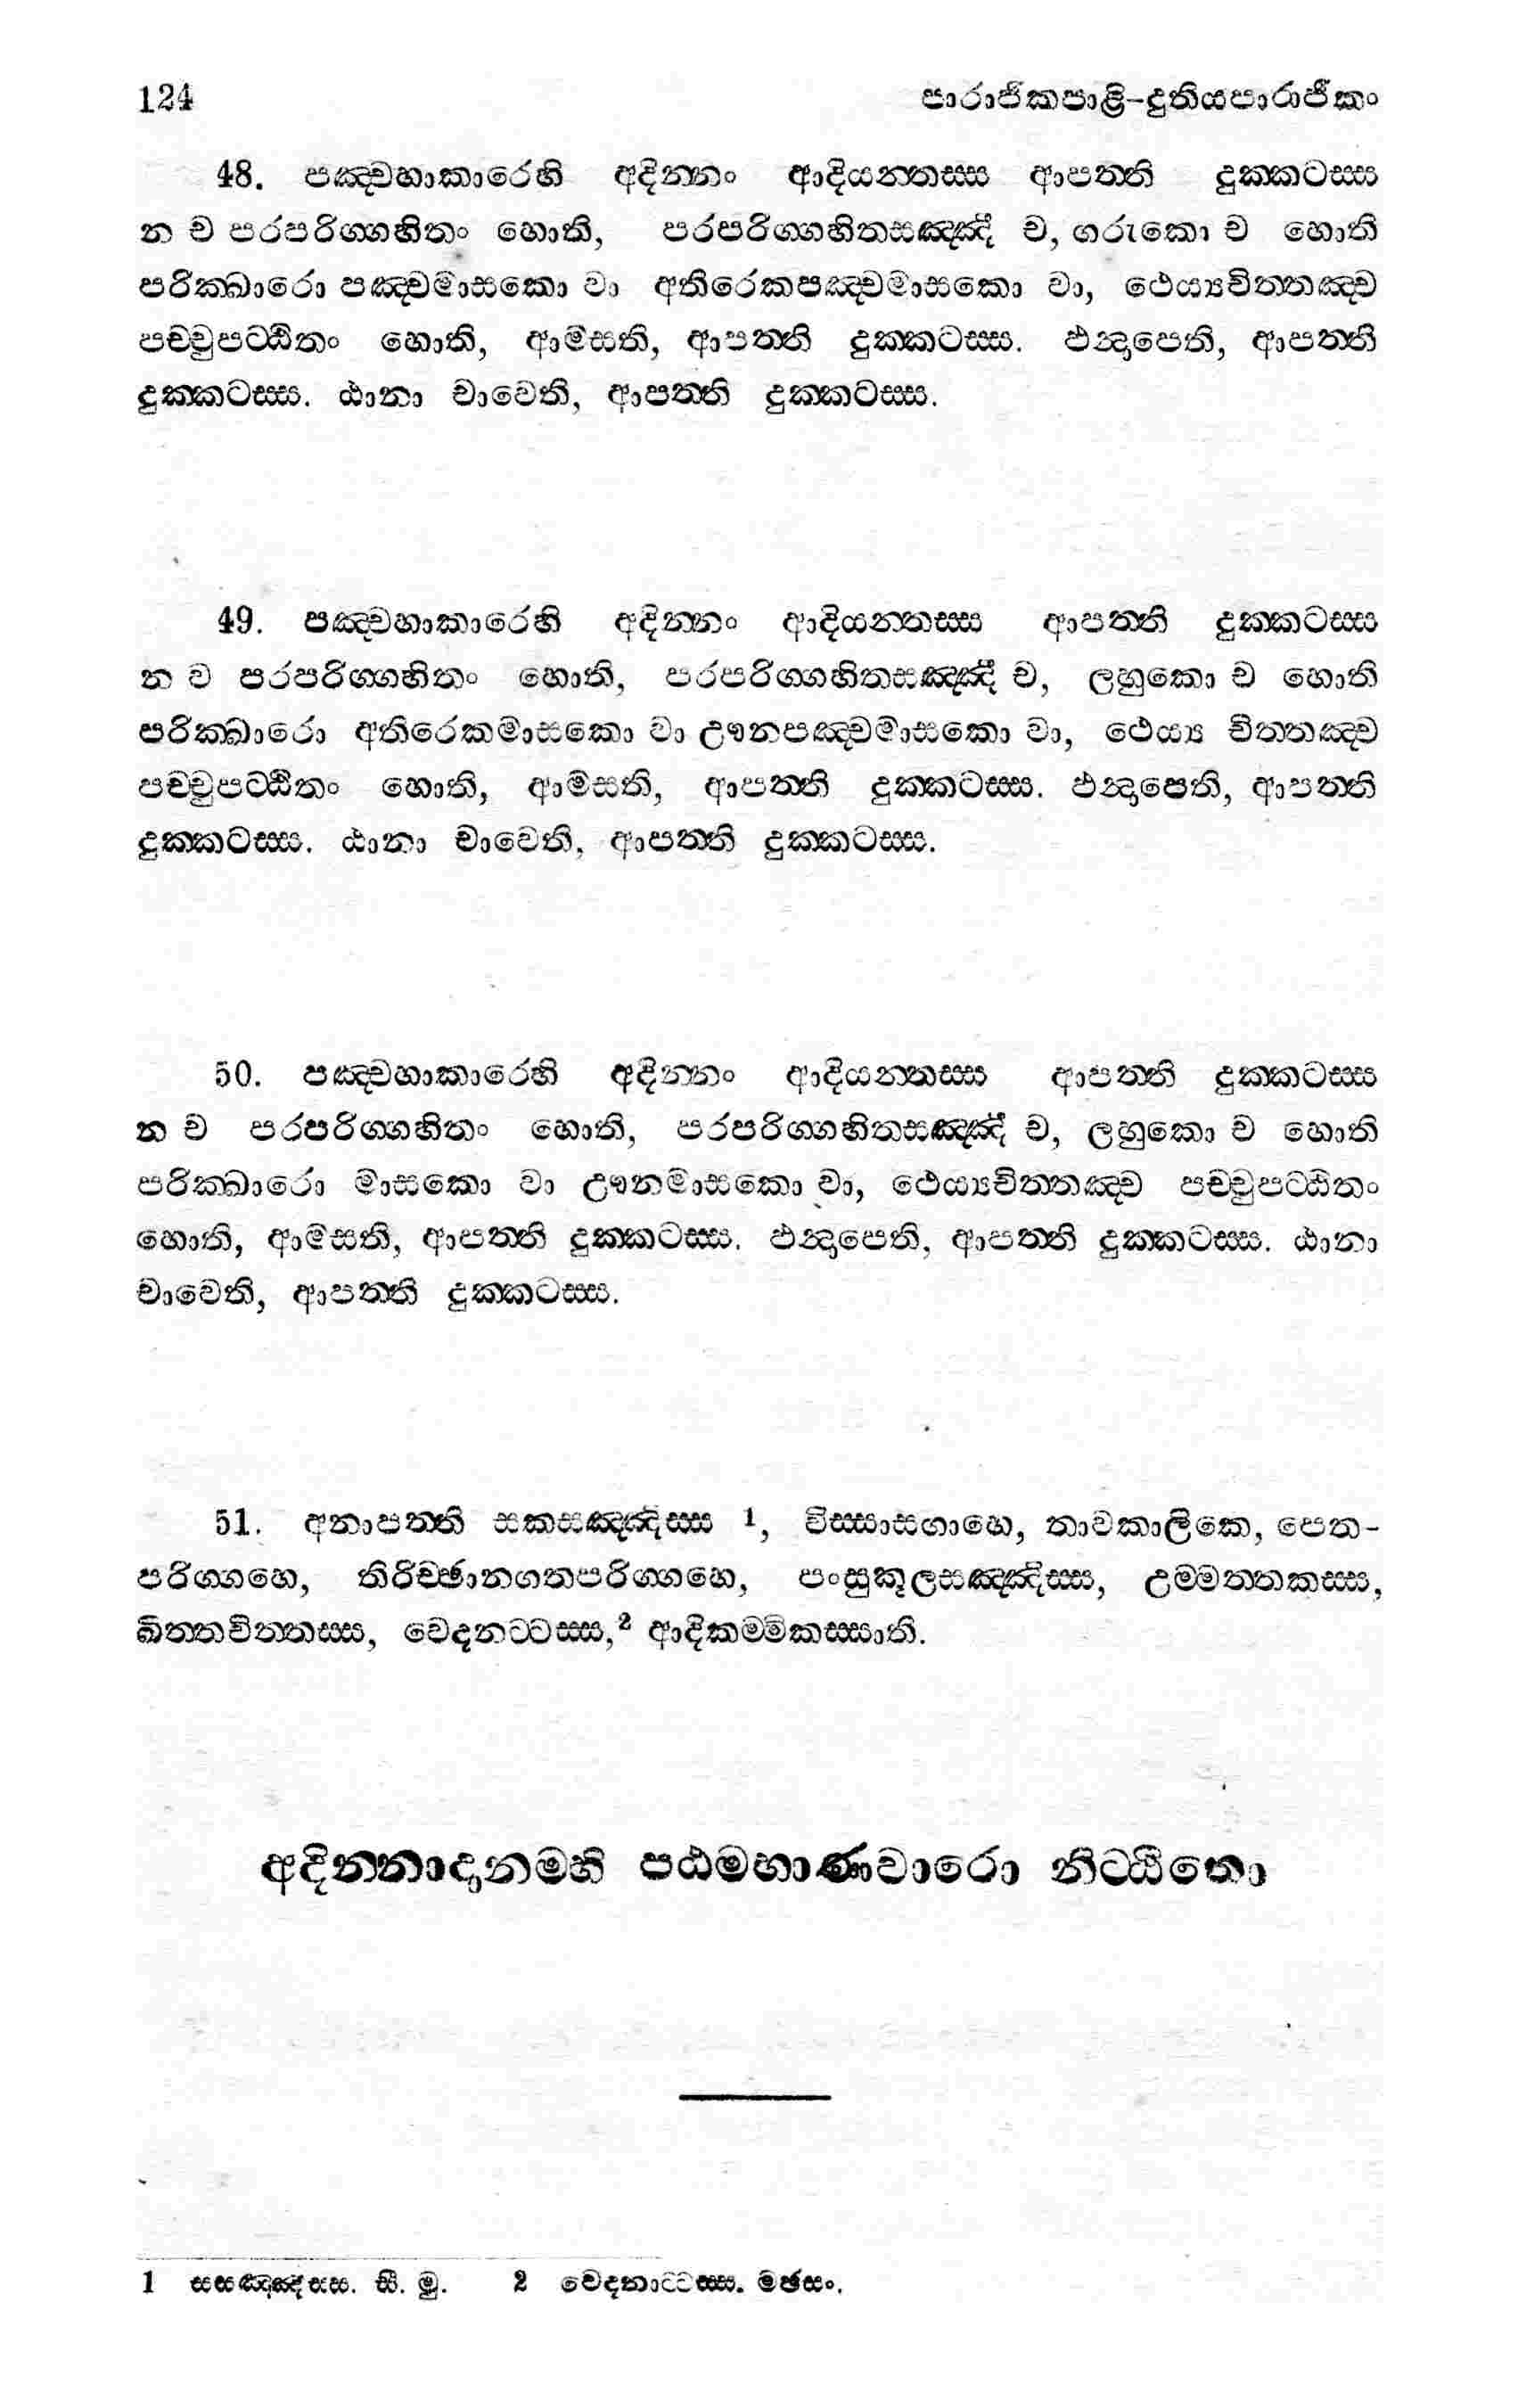 124 පාරාජිකපාළි-දුතියපාරාජිකං
48. පඤ්චහාකාරෙහි අදින්නං ආදියන්තස්ස ආපත්ති දුක්කටස්ස
න ච පරපරිග්ගහිතං හොති, පරපරිග්ගහිතසඤ්ඤී ච, ගරුකො ච හොති
පරික්ඛාරො පඤ්චමාසකො වා අතිරෙකපඤ්චමාසකො වා, ථෙය්‍යචිත්තඤ්ච
පච්චුපට්ඨිතං හොති, ආමසති, ආපත්ති දුක්කටස්ස. ඵන්‍දාපෙති, ආපත්ති
දුක්කටස්ස. ඨානා චාවෙති, ආපත්ති දුක්කටස්ස.
49. පඤ්චහාකාරෙහි අදින්නං ආදියන්තස්ස ආපත්ති දුක්කටස්ස
න ව පරපරිග්ගහිතං හොති, පරපරිග්ගහිතසඤ්ඤී ච, ලහුකො ච හොති
පරික්ඛාරො අතිරෙකමාසකො වා ඌනපඤ්චමාසකො වා, ථෙය්‍ය චිත්තඤ්ච
පච්චුපට්ඨිතං හොති, ආමසති, ආපත්ති දුක්කටස්ස. ඵන්‍දාපෙති, ආපත්ති
දුක්කටස්ස. ඨානා චාවෙති, ආපත්ති දුක්කටස්ස.
50. පඤ්චහාකාරෙහි අදින්නං ආදියන්තස්ස ආපත්ති දුක්කටස්ස
න ච පරපරිග්ගහිතං හොති, පරපරිග්ගහිතසඤ්ඤී ච, ලහුකො ච හොති
පරික්ඛාරො මාසකො වා ඌනමාසකො වා, ථෙය්‍යචිත්තඤ්ච පච්චුපට්ඨිතං
හොති, ආමසති, ආපත්ති දුක්කටස්ස. ඵන්‍දාපෙති, ආපත්ති දුක්කටස්ස. ඨානා
චාවෙති, ආපත්ති දුක්කටස්ස.
51. අනාපත්ති සකසඤ්ඤිස්ස 1, විස්සාසගාහෙ, තාවකාලිකෙ, පෙත-
පරිග්ගහෙ, තිරිච්ඡානගතපරිග්ගහෙ, පංසුකූලසඤ්ඤිස්ස, උම්මත්තකස්ස,
ඛිත්තචිත්තස්ස, වෙදනට්ටස්ස,2 ආදිකම්මිකස්සාති.
අදින්නාදානම්හි පඨමභාණවාරො නිට්ඨිතො
1 සසඤ්ඤිස්ස. සී. මු. 2 වෙදනාට්ටස්ස. මඡසං.